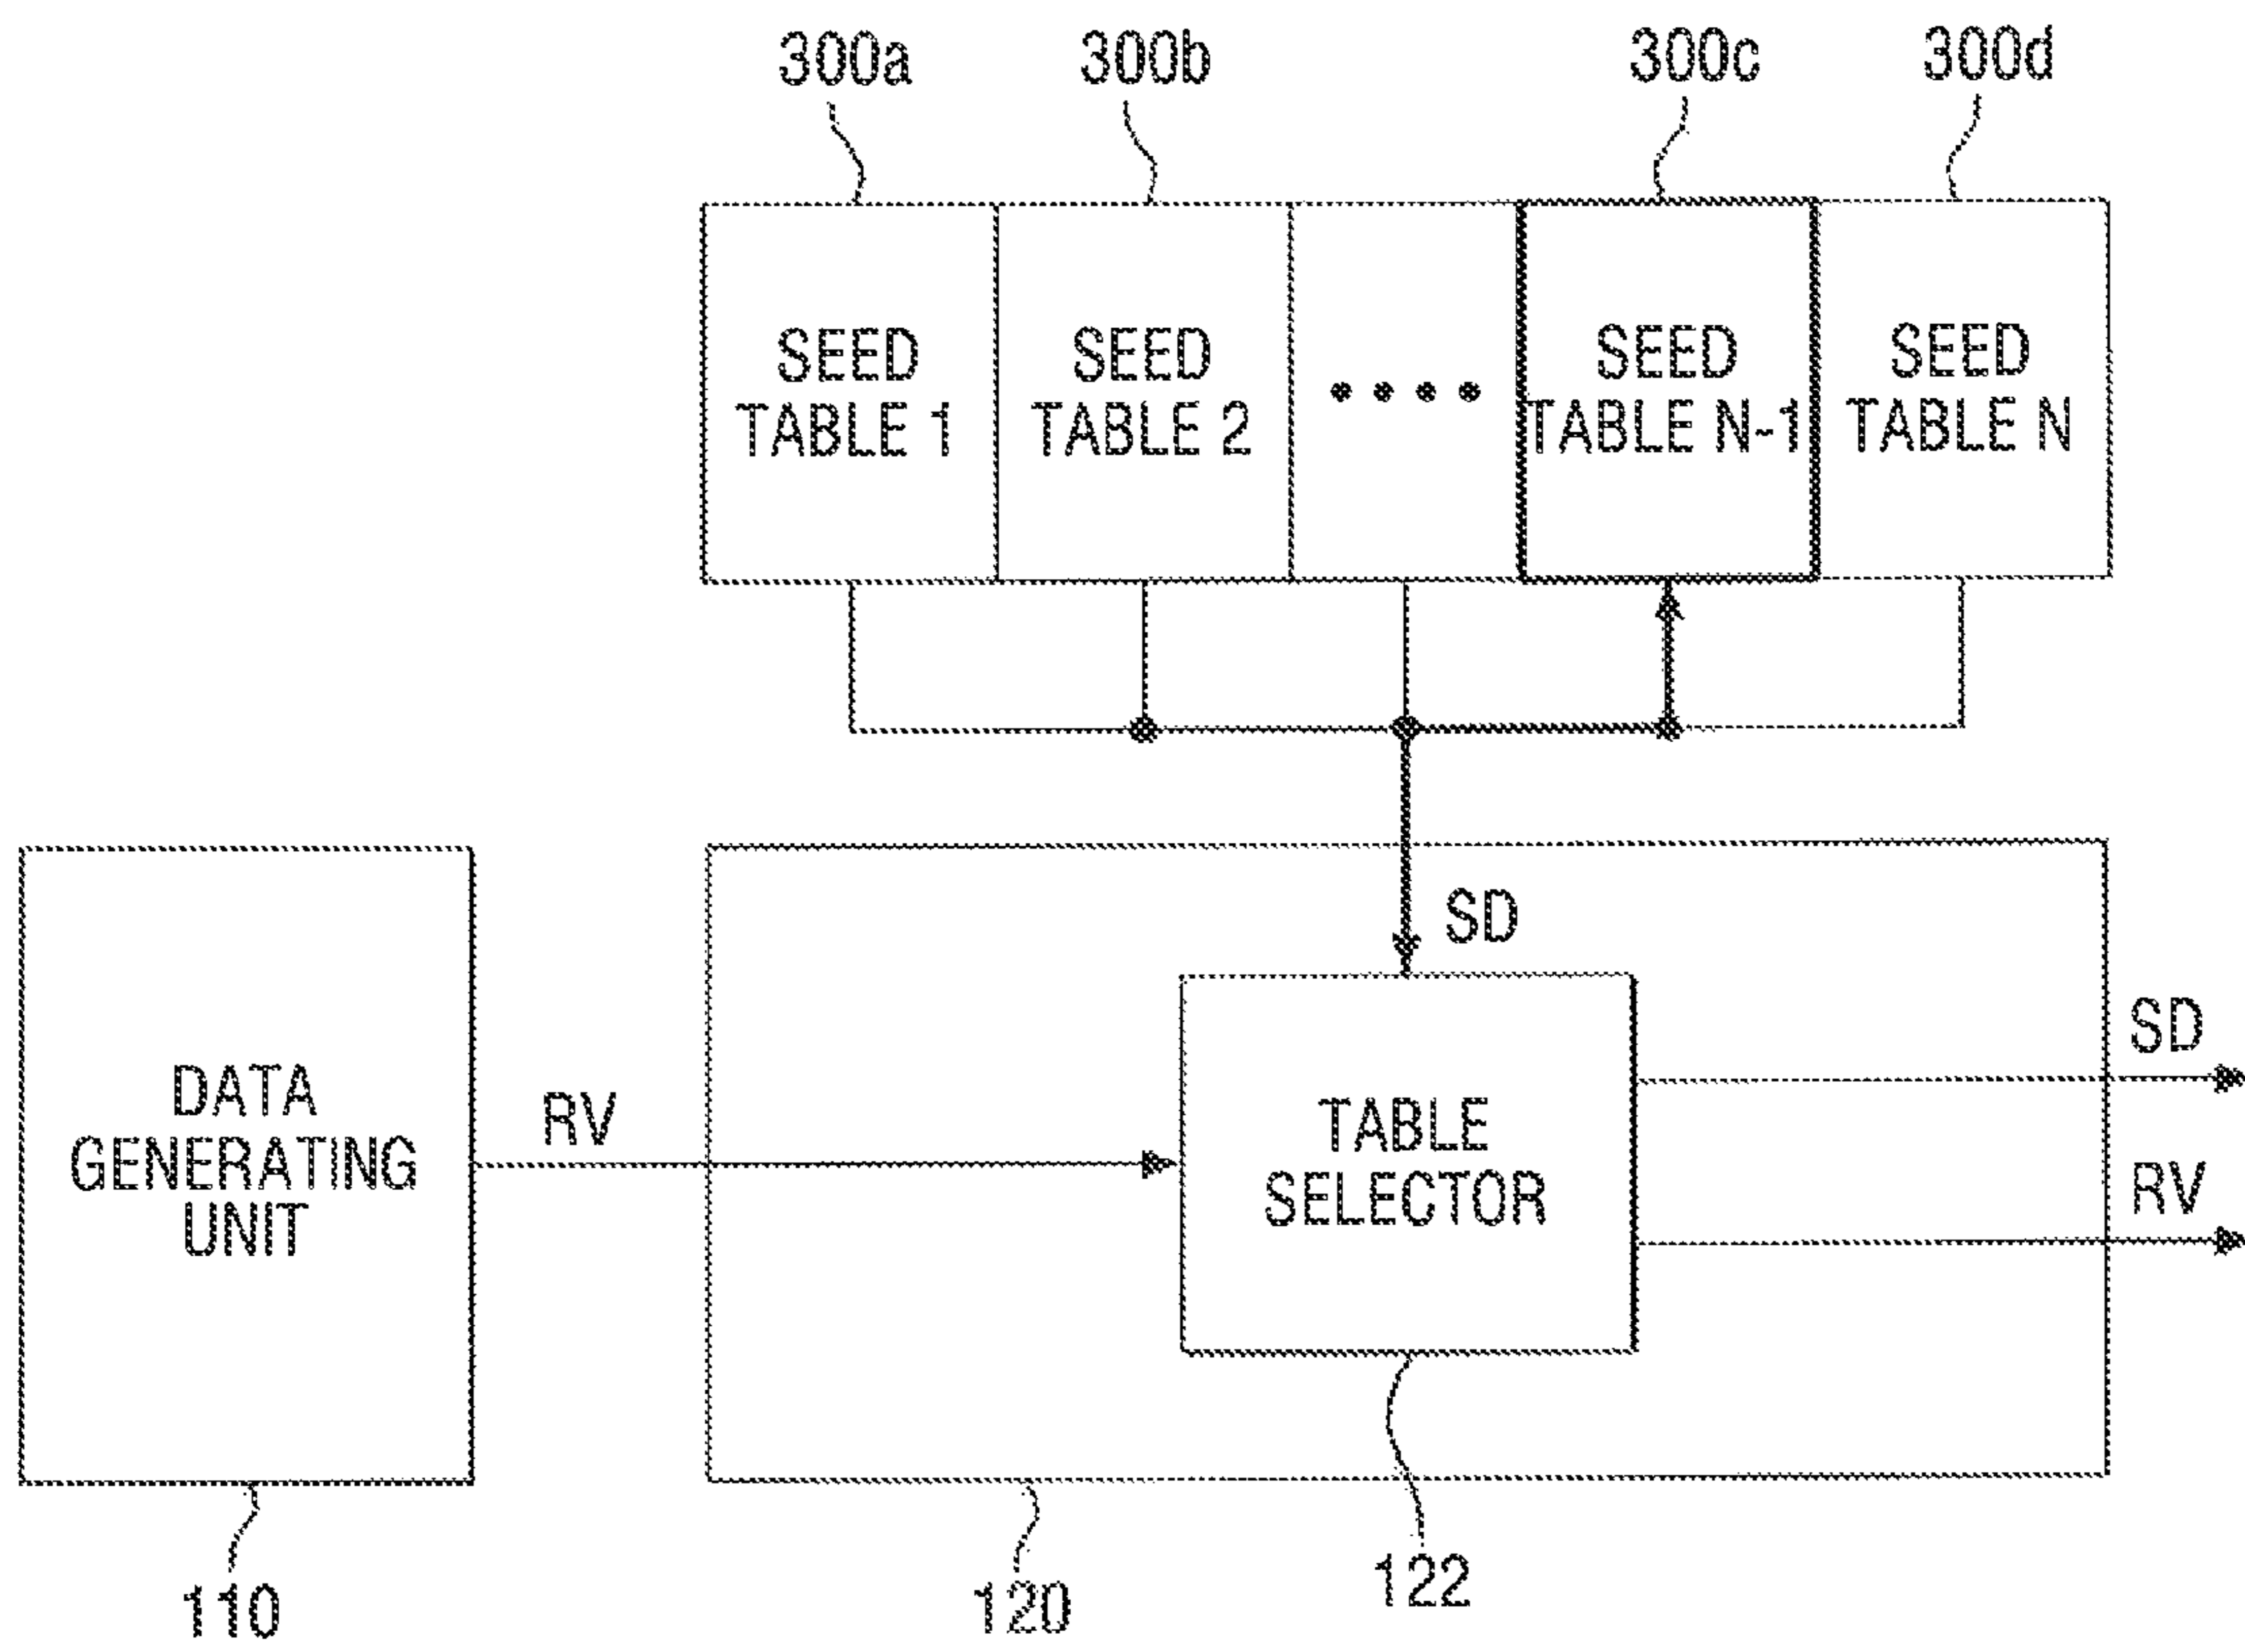 300a
300b
300c
300d
SEED
TABLE 1
SEED
TABLE 2
SEED
TABLE N-1
SEED
TABLE N
SD
DATA
GENERATING
UNIT
RV
TABLE
SELECTOR
SD
RV
110
120
122